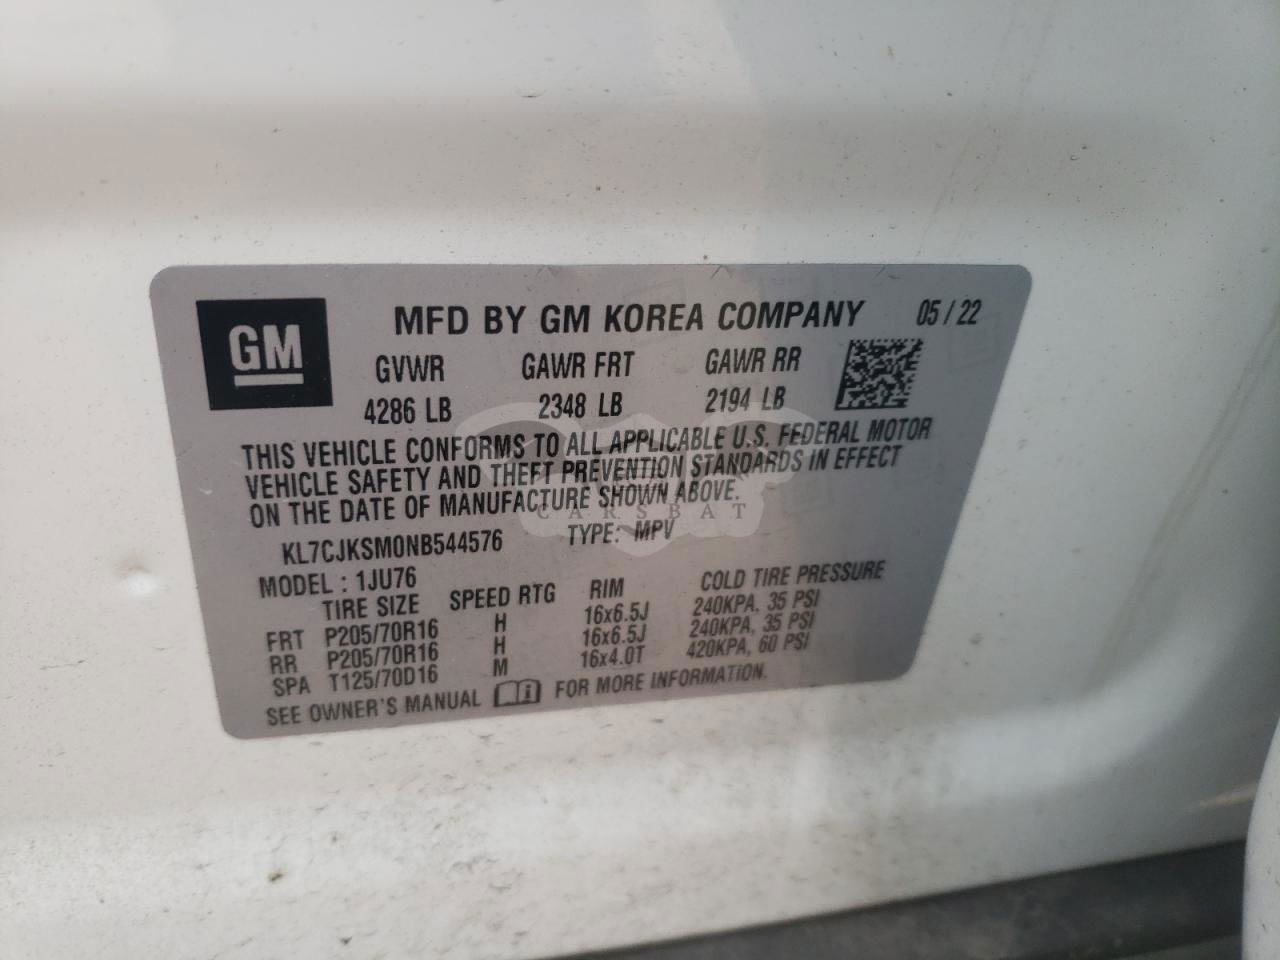 GM
MFD BY GM KOREA COMPANY 05 / 22
GVWR GAWR FRT GAWR RR
4286 LB 2348 LB 2194 LB
THIS VEHICLE CONFORMS TO ALL APPLICABLE U.S. FEDERAL MOTOR
VEHICLE SAFETY AND THEFT PREVENTION STANDARDS IN EFFECT
ON THE DATE OF MANUFACTURE SHOWN ABOVE.
CARSBAT
KL7CJKSM0NB544576 TYPE: MPV
MODEL : 1JU76
TIRE SIZE SPEED RTG RIM COLD TIRE PRESSURE
FRT P205/70R16 H 16x6.5J 240KPA, 35 PSI
RR P205/70R16 H 16x6.5J 240KPA, 35 PSI
SPA T125/70D16 M 16x4.0T 420KPA, 60 PSI
SEE OWNER'S MANUAL FOR MORE INFORMATION.